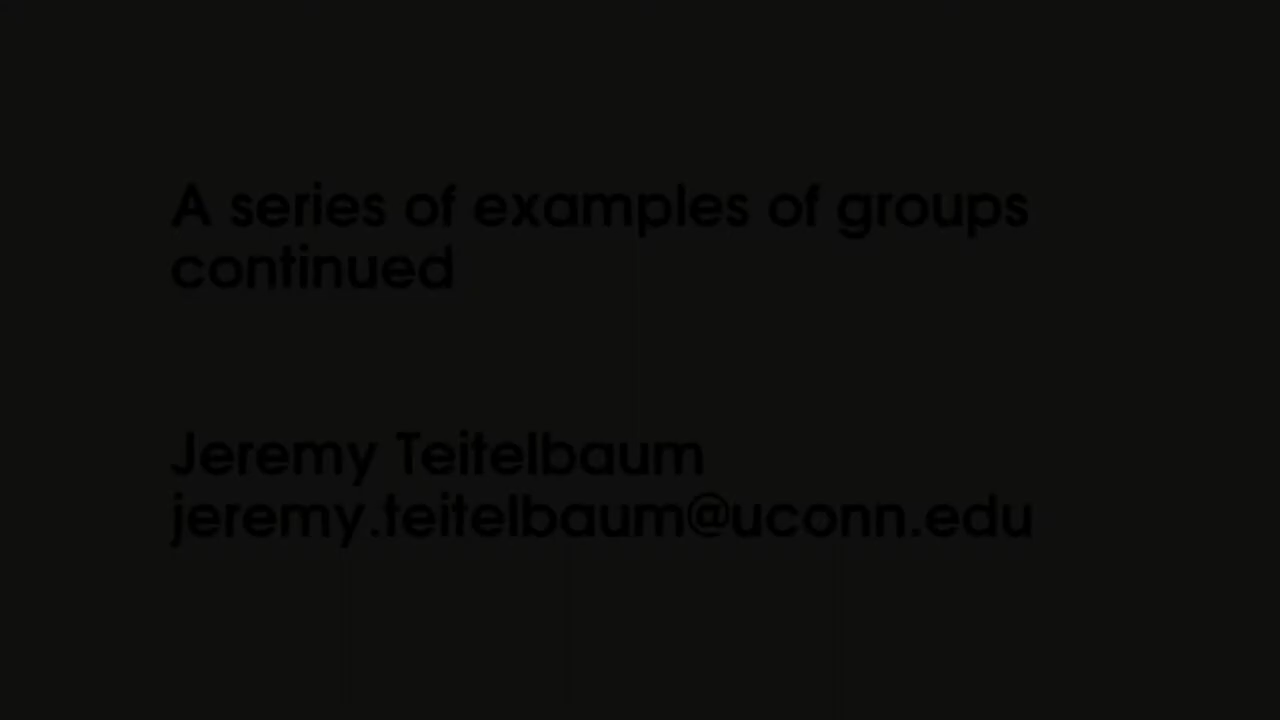 A series of examples of groups
continued
Jeremy Teitelbaum
jeremy.teitelbaum@uconn.edu